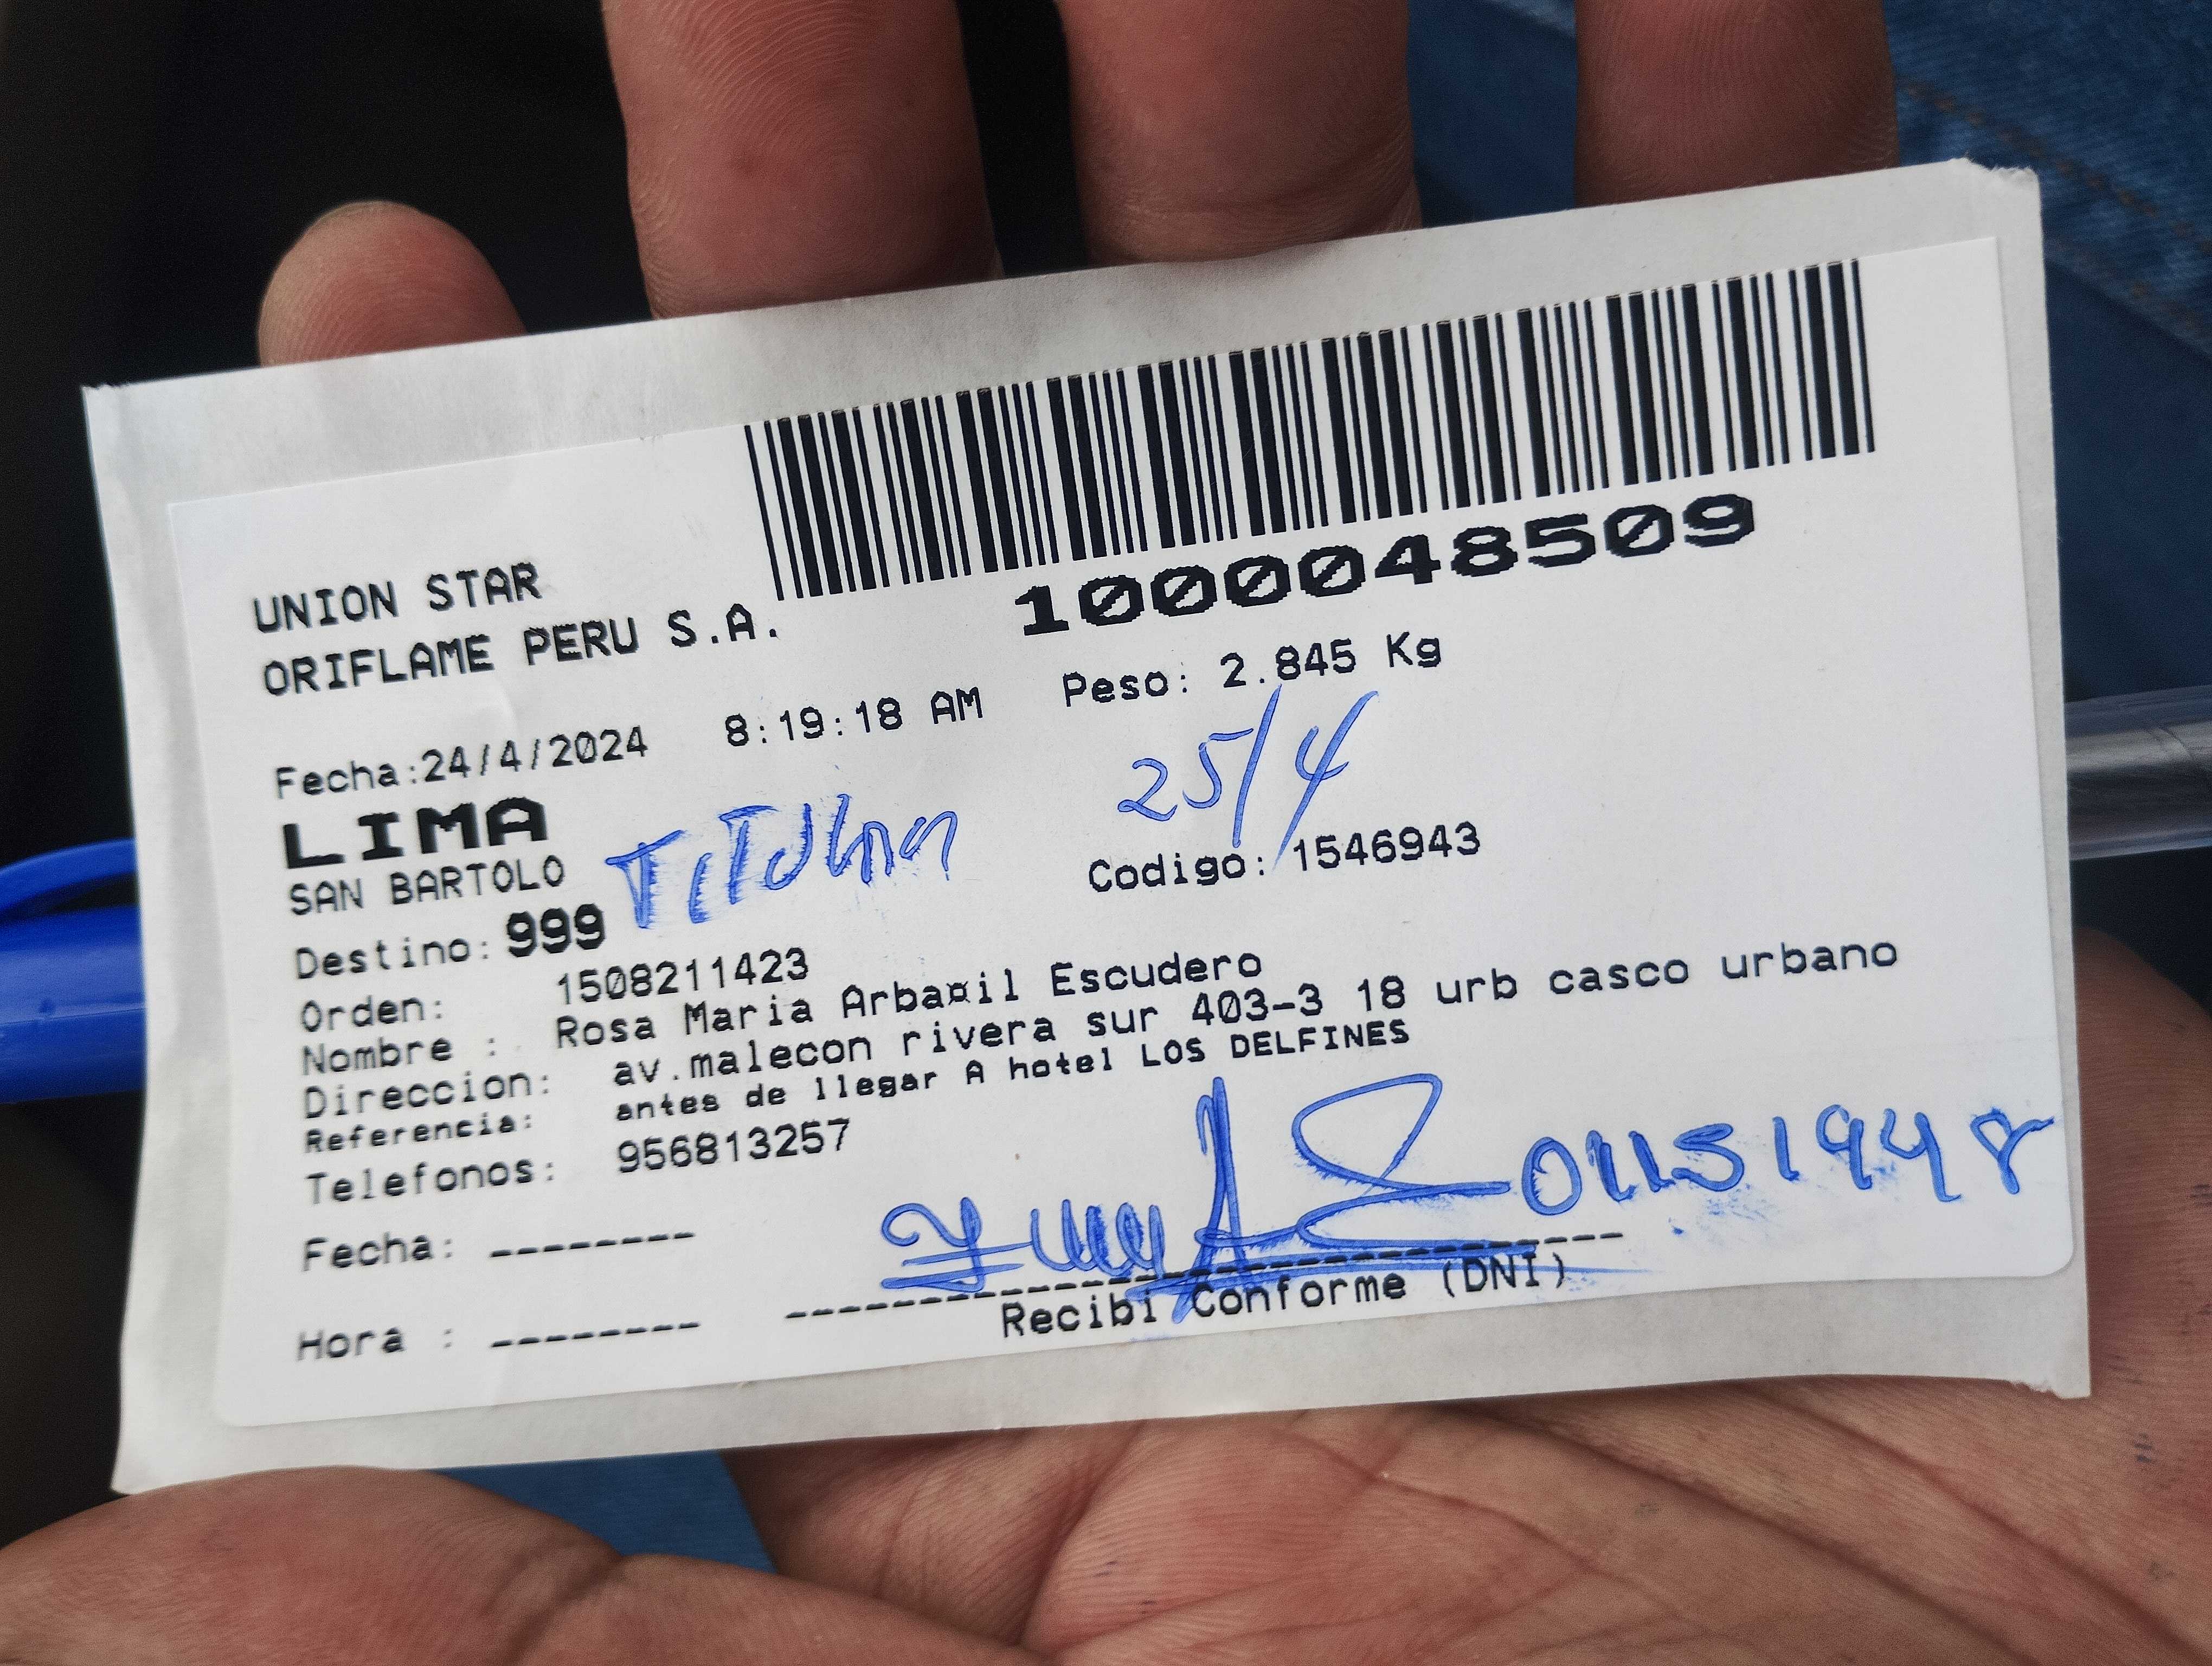 1000048509
UNION STAR
ORIFLAME PERU S.A.
Fecha:24/4/2024 8:19:18 AM Peso: 2.845 Kg
25/4
LIMA
SAN BARTOLO
Codigo: 1546943
Destino: 999
Orden: 1508211423
Nombre : Rosa Maria Arba¤il Escudero
Direccion: av.malecon rivera sur 403-3 18 urb casco urbano
Referencia: antes de llegar A hotel LOS DELFINES
Telefonos: 956813257
Fecha: --------
Hora : --------
Recibi Conforme (DNI)